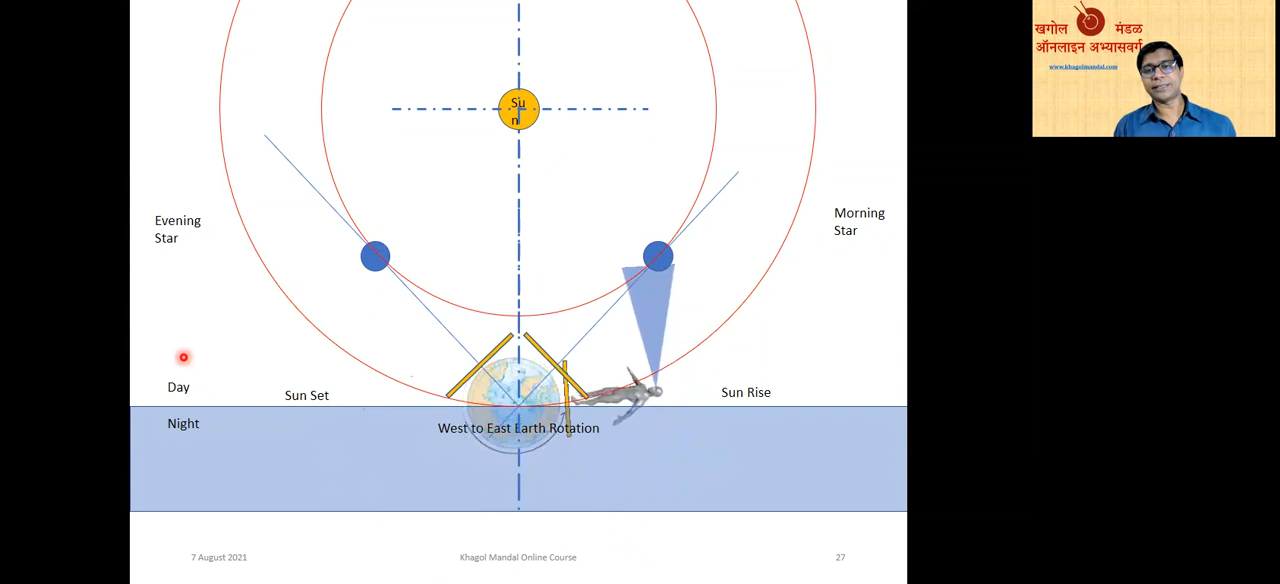 खगोल मंडळ
ऑनलाइन अभ्यासवर्ग
www.khagolmandal.com
Su
n
Evening
Star
Morning
Star
Day
Sun Set
Sun Rise
Night
West to East Earth Rotation
7 August 2021
Khagol Mandal Online Course
27